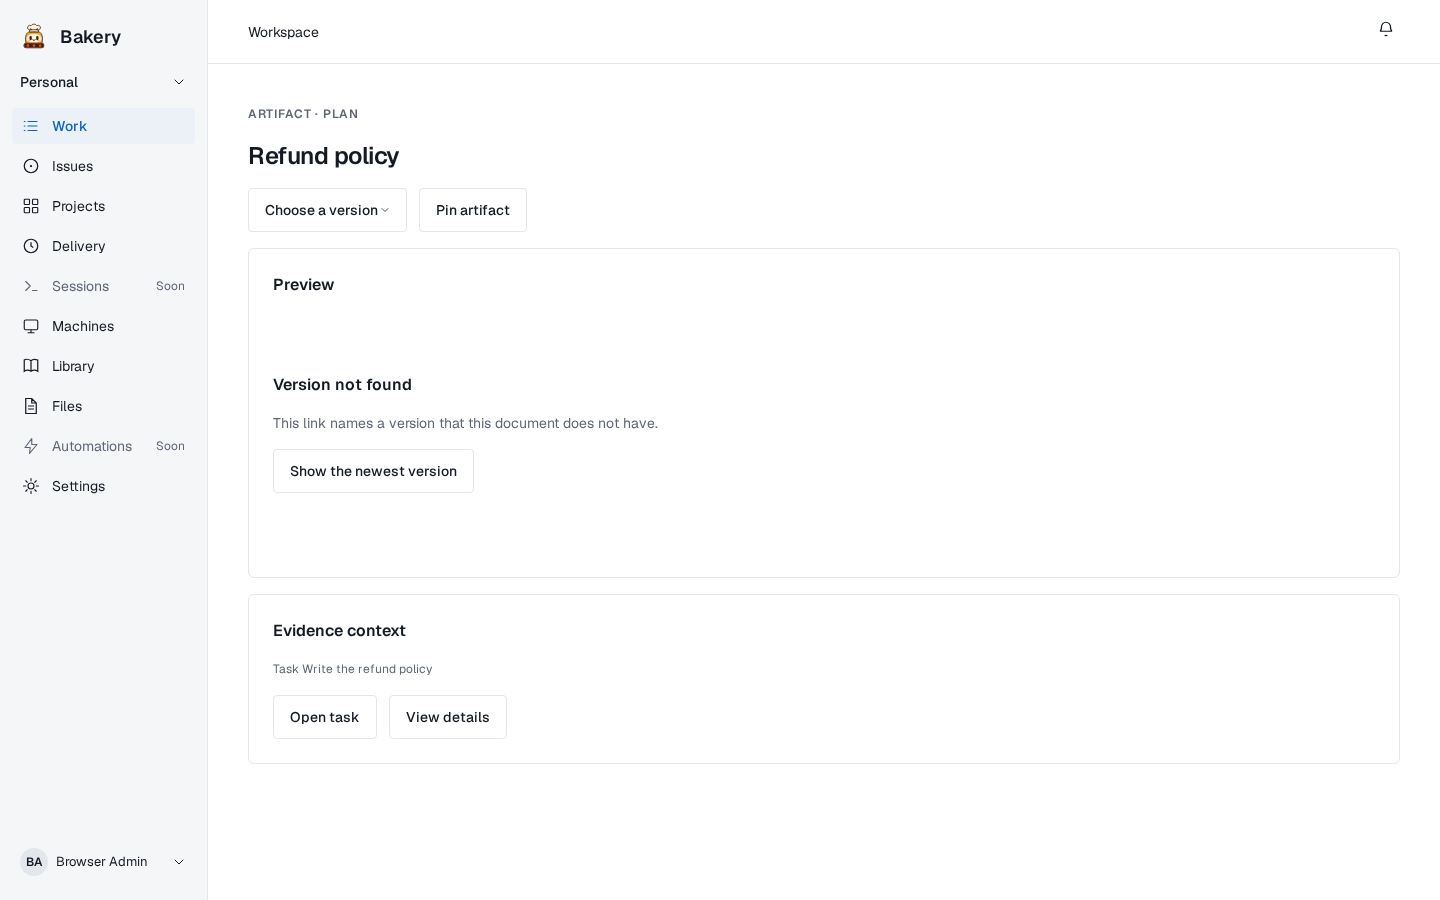 Bakery
Personal
Work
Issues
Projects
Delivery
Sessions Soon
Machines
Library
Files
Automations Soon
Settings
BA Browser Admin
Workspace
ARTIFACT · PLAN
Refund policy
Choose a version
Pin artifact
Preview
Version not found
This link names a version that this document does not have.
Show the newest version
Evidence context
Task Write the refund policy
Open task
View details